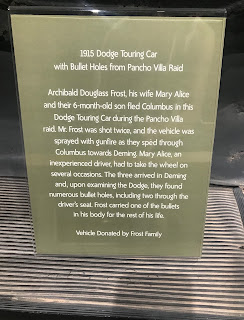 1915 Dodge Touring Car
with Bullet Holes from Pancho Villa Raid
Archibald Douglass Frost, his wife Mary Alice
and their 6-month-old son fled Columbus in this
Dodge Touring Car during the Pancho Villa
raid. Mr. Frost was shot twice, and the vehicle was
sprayed with gunfire as they sped through
Columbus towards Deming. Mary Alice, an
inexperienced driver, had to take the wheel on
several occasions. The three arrived in Deming
and, upon examining the Dodge, they found
numerous bullet holes, including two through the
driver's seat. Frost carried one of the bullets
in his body for the rest of his life.
Vehicle Donated by Frost Family